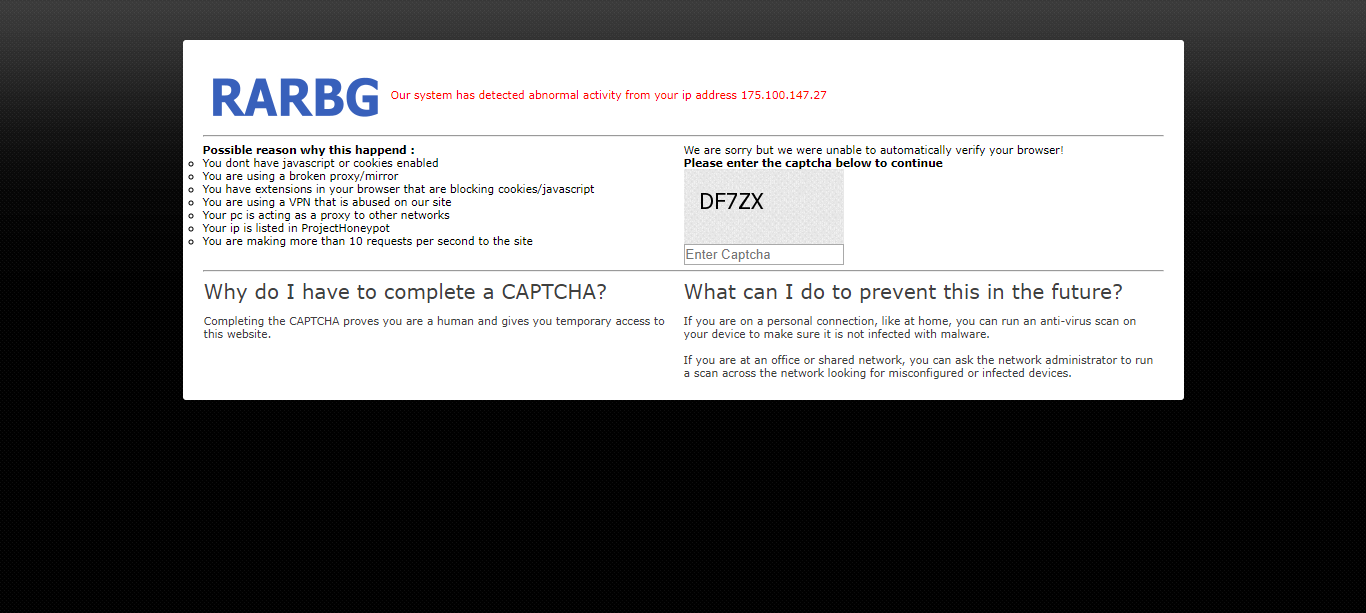 RARBG
Our system has detected abnormal activity from your ip address 175.100.147.27
Possible reason why this happend :
You dont have javascript or cookies enabled
You are using a broken proxy/mirror
You have extensions in your browser that are blocking cookies/javascript
You are using a VPN that is abused on our site
Your pc is acting as a proxy to other networks
Your ip is listed in ProjectHoneypot
You are making more than 10 requests per second to the site
We are sorry but we were unable to automatically verify your browser!
Please enter the captcha below to continue
DF7ZX
Enter Captcha
Why do I have to complete a CAPTCHA?
Completing the CAPTCHA proves you are a human and gives you temporary access to
this website.
What can I do to prevent this in the future?
If you are on a personal connection, like at home, you can run an anti-virus scan on
your device to make sure it is not infected with malware.
If you are at an office or shared network, you can ask the network administrator to run
a scan across the network looking for misconfigured or infected devices.